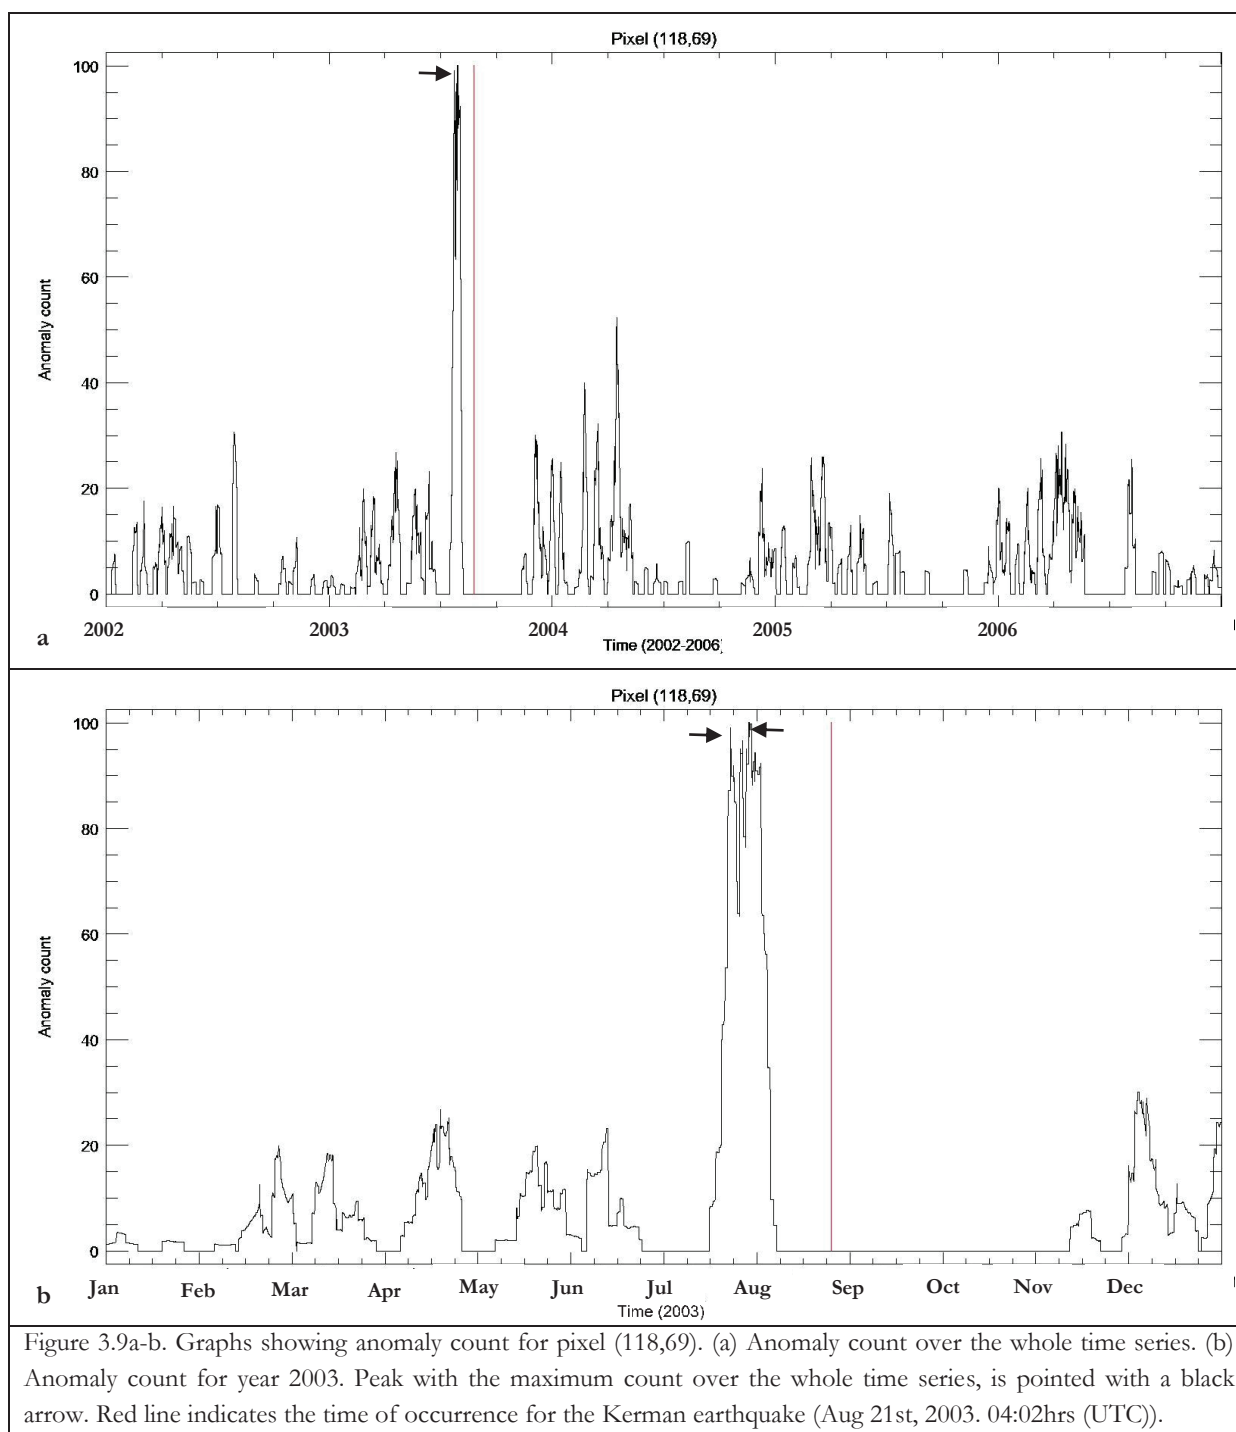 Pixel (118,69)
100
80
60
40
20
0
Anomaly count
a
2002 2003 2004 2005 2006
Time (2002-2006)
Pixel (118,69)
100
80
60
40
20
0
Anomaly count
b
Jan Feb Mar Apr May Jun Jul Aug Sep Oct Nov Dec
Time (2003)
Figure 3.9a-b. Graphs showing anomaly count for pixel (118,69). (a) Anomaly count over the whole time series. (b)
Anomaly count for year 2003. Peak with the maximum count over the whole time series, is pointed with a black
arrow. Red line indicates the time of occurrence for the Kerman earthquake (Aug 21st, 2003. 04:02hrs (UTC)).